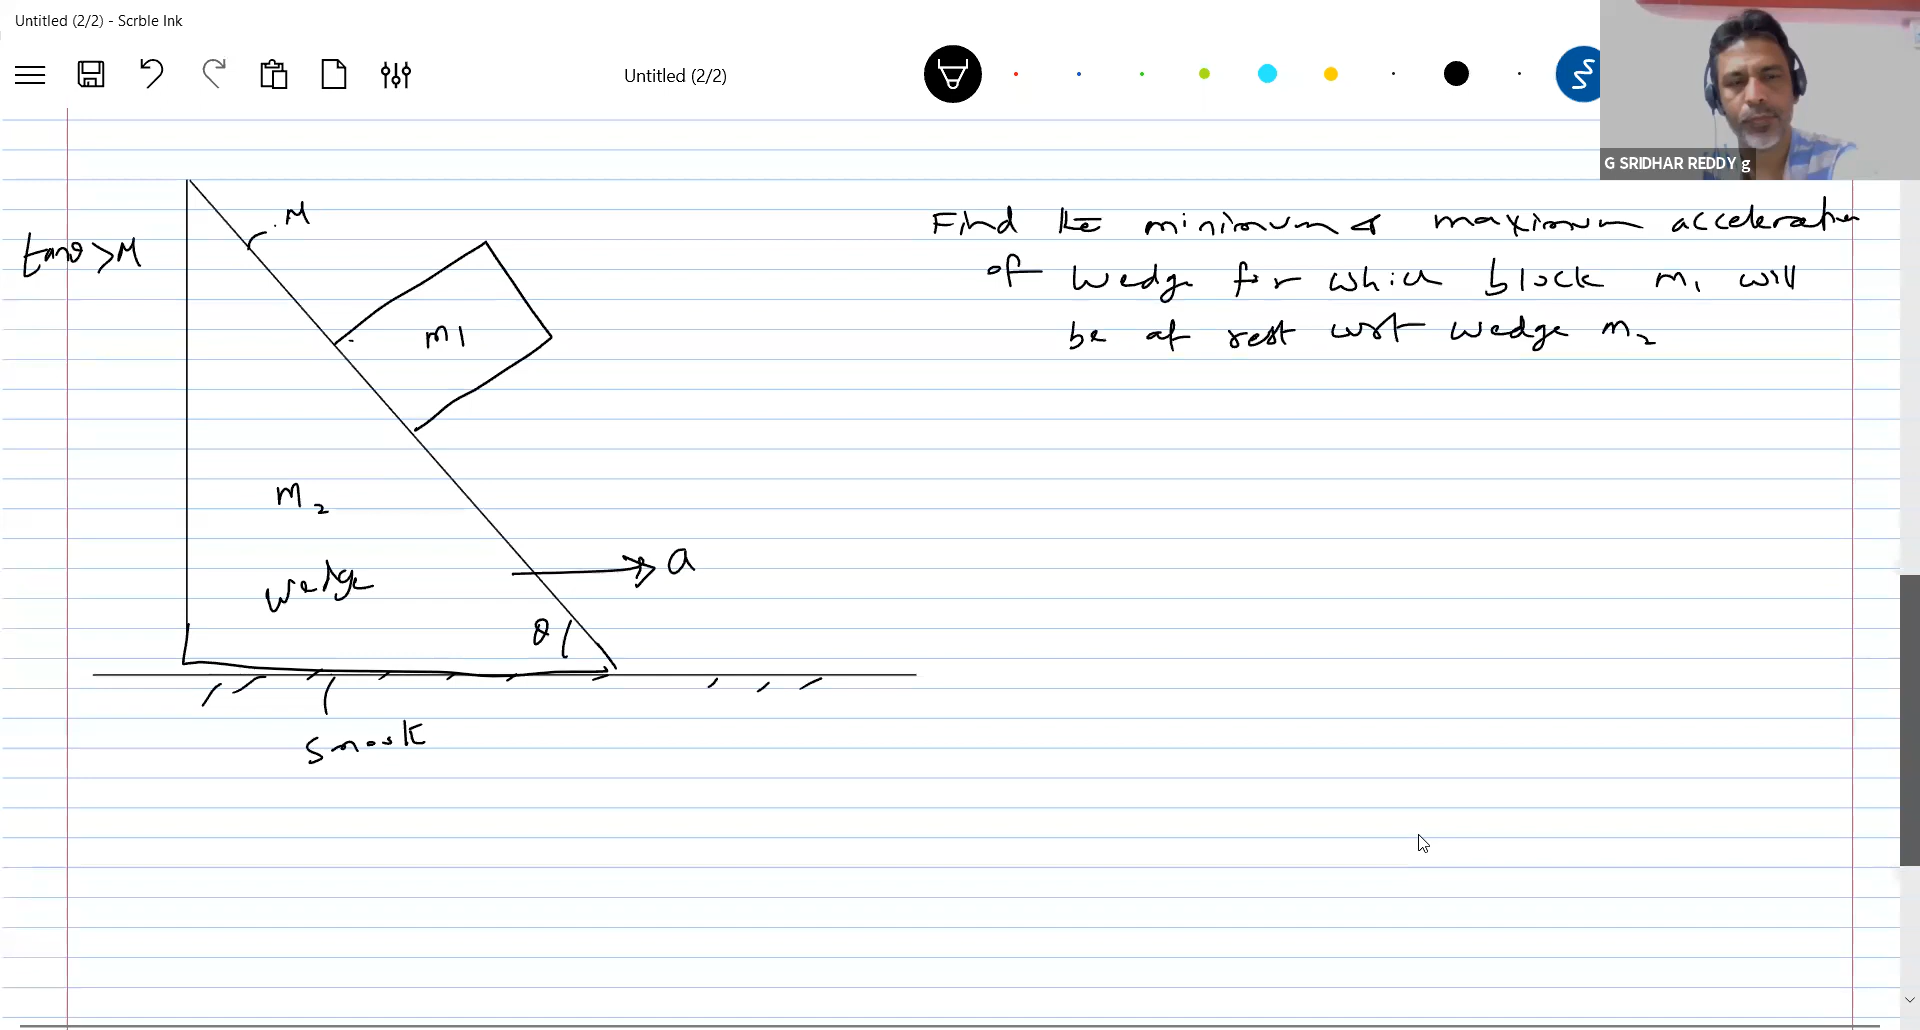 Untitled (2/2) - Scrble Ink
Untitled (2/2)
G SRIDHAR REDDY g
Find the minimum & maximum acceleration
of wedge for which block m₁ will
be at rest wrt wedge m₂
μ
tanθ > μ
m1
m₂
a
wedge
θ
smooth